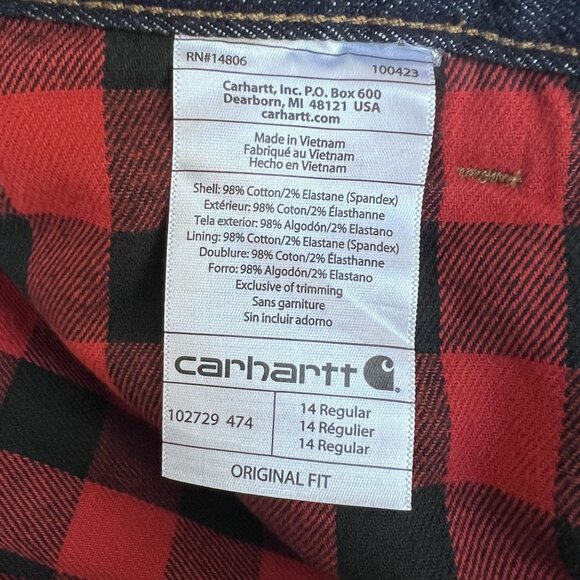 RN#14806 100423
Carhartt, Inc. P.O. Box 600
Dearborn, MI 48121 USA
carhartt.com
Made in Vietnam
Fabriqué au Vietnam
Hecho en Vietnam
Shell: 98% Cotton/2% Elastane (Spandex)
Extérieur: 98% Coton/2% Élasthanne
Tela exterior: 98% Algodón/2% Elastano
Lining: 98% Cotton/2% Elastane (Spandex)
Doublure: 98% Coton/2% Élasthanne
Forro: 98% Algodón/2% Elastano
Exclusive of trimming
Sans garniture
Sin incluir adorno
carhartt
102729 474
14 Regular
14 Régulier
14 Regular
ORIGINAL FIT